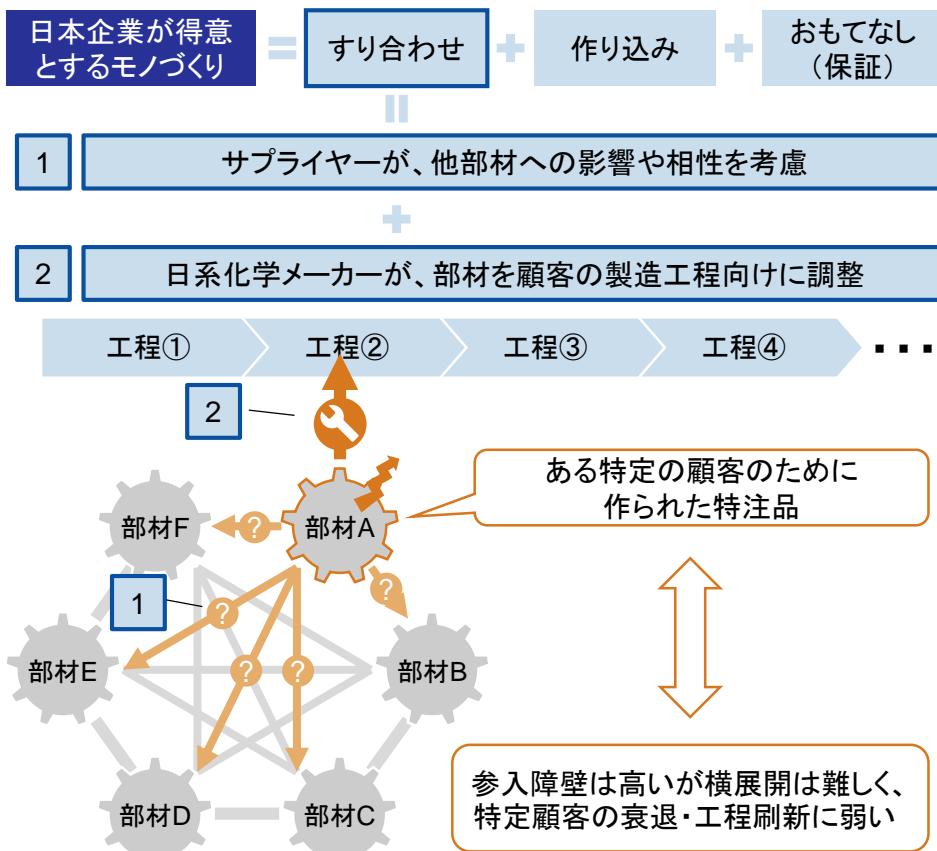 日本企業が得意
とするモノづくり
=
すり合わせ
+
作り込み
+
おもてなし
（保証）
=
1
サプライヤーが、他部材への影響や相性を考慮
+
2
日系化学メーカーが、部材を顧客の製造工程向けに調整
工程①
工程②
工程③
工程④
・・・
2
ある特定の顧客のために
作られた特注品
部材F
?
部材A
?
1
?
部材E
?
?
部材B
部材D
部材C
参入障壁は高いが横展開は難しく、
特定顧客の衰退・工程刷新に弱い